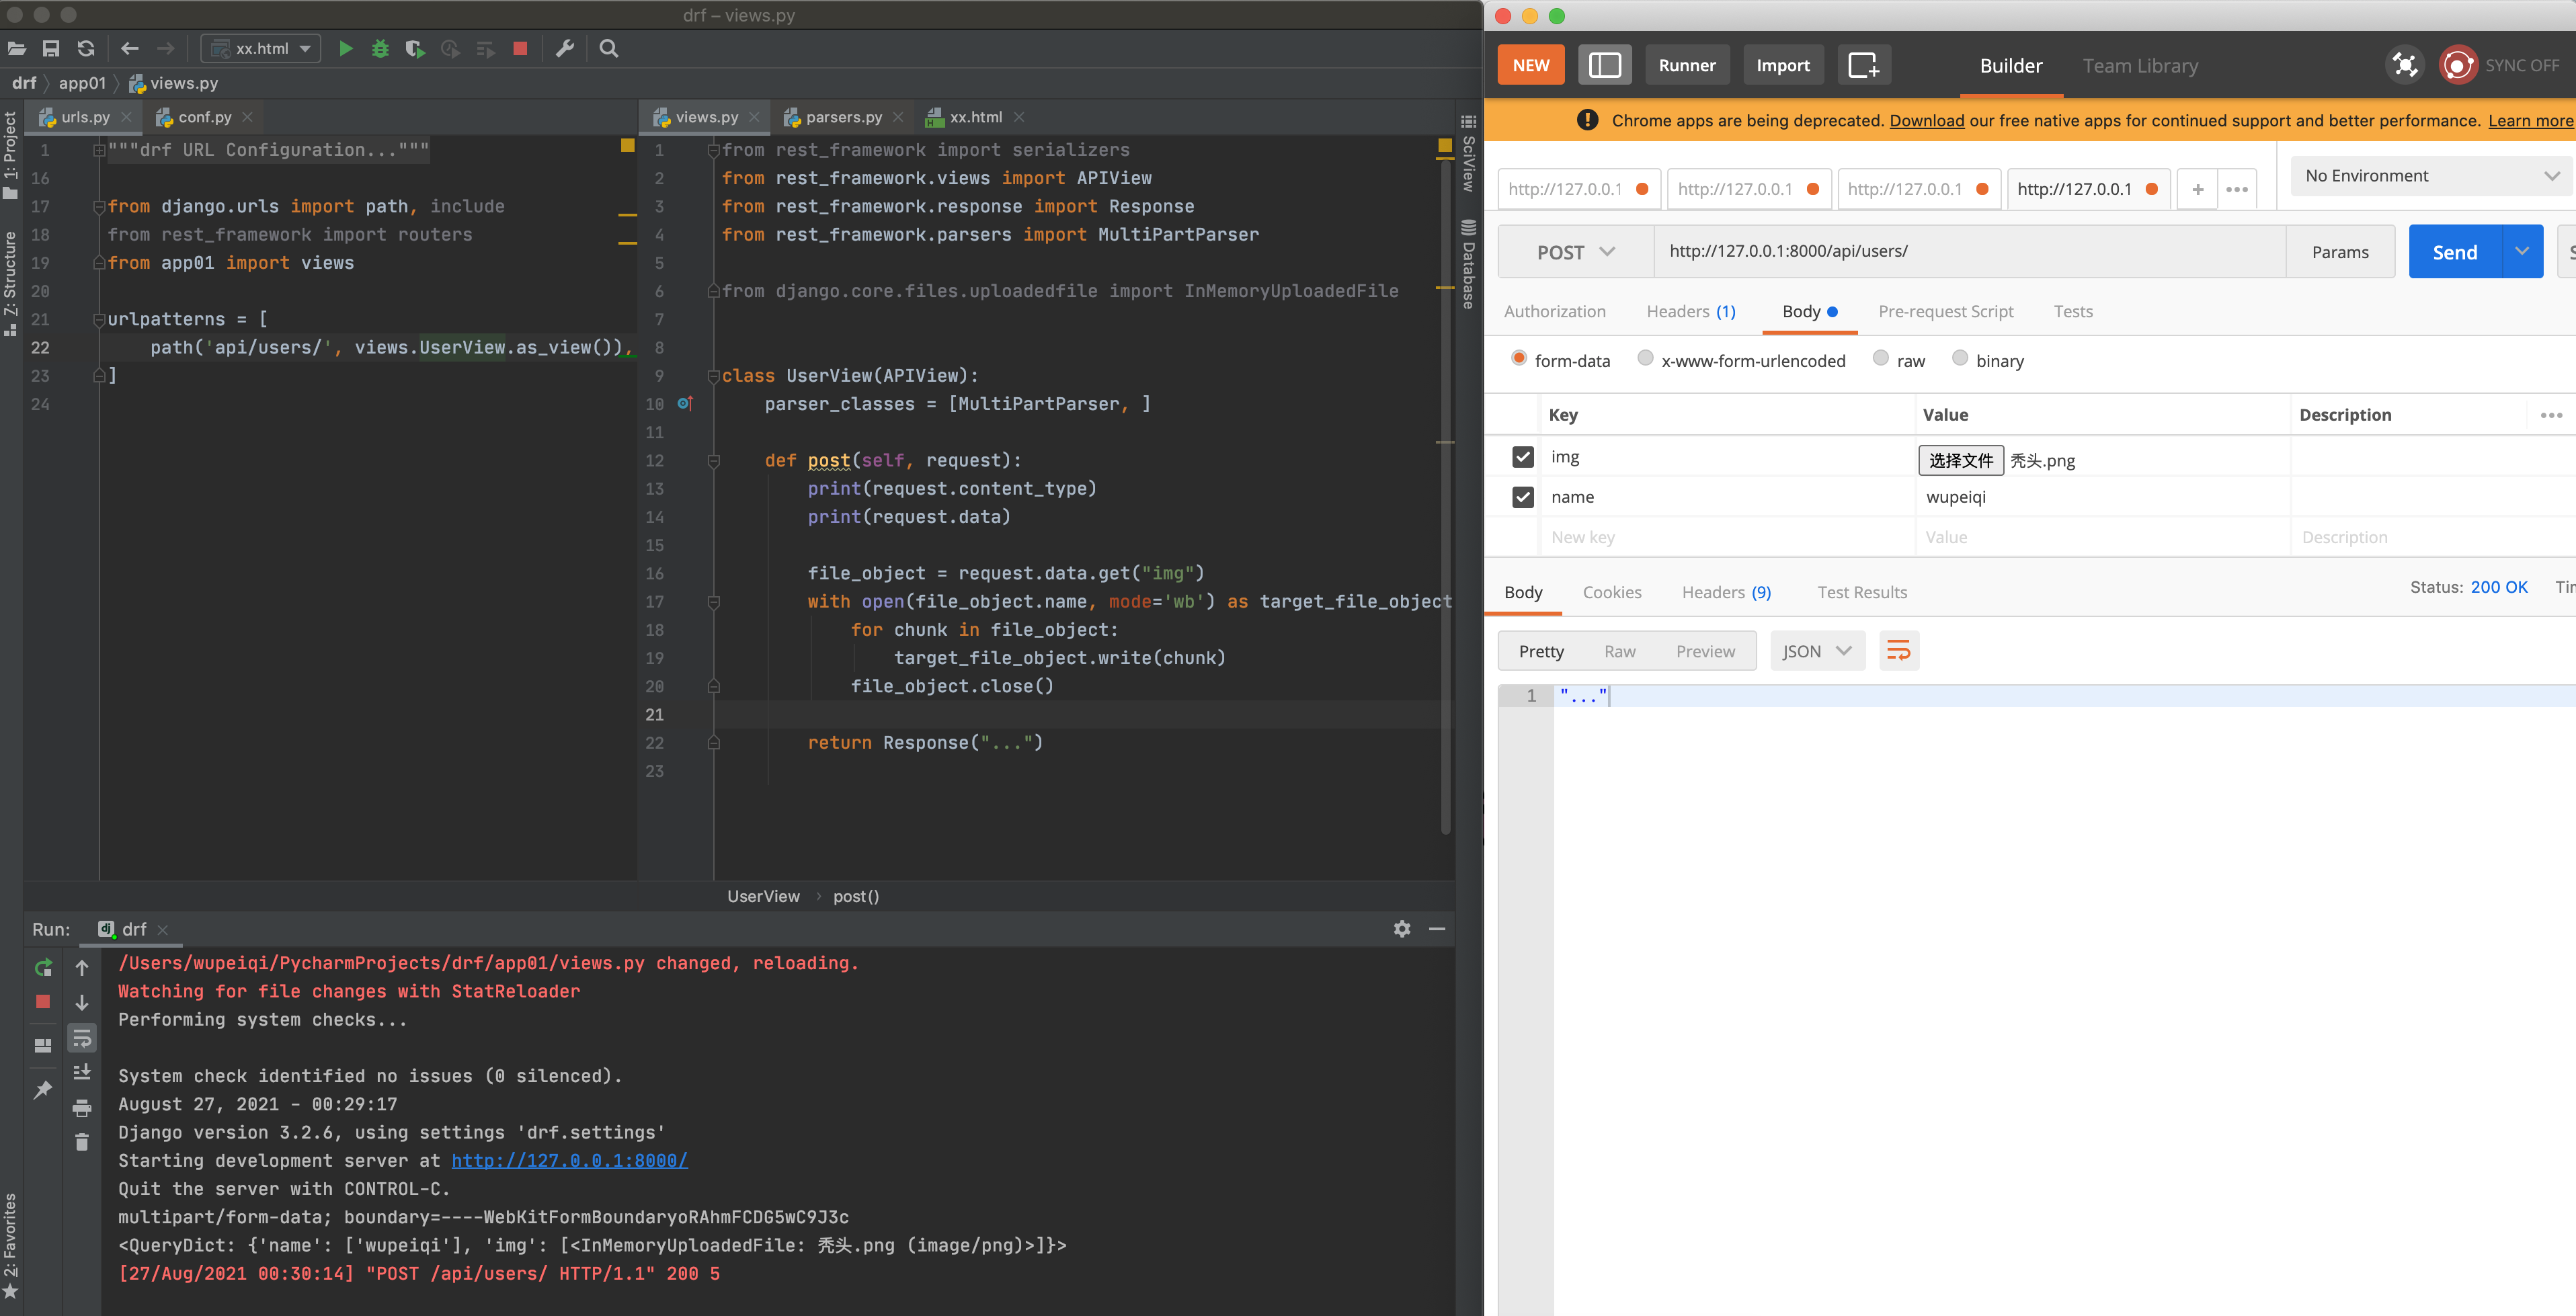 drf – views.py
xx.html
drf
app01
views.py
1: Project
Z: Structure
2: Favorites
urls.py
conf.py
1 """drf URL Configuration..."""
16
17 from django.urls import path, include
18 from rest_framework import routers
19 from app01 import views
20
21 urlpatterns = [
22 path('api/users/', views.UserView.as_view()),
23 ]
24
views.py
parsers.py
xx.html
1 from rest_framework import serializers
2 from rest_framework.views import APIView
3 from rest_framework.response import Response
4 from rest_framework.parsers import MultiPartParser
5
6 from django.core.files.uploadedfile import InMemoryUploadedFile
7
8
9 class UserView(APIView):
10 parser_classes = [MultiPartParser, ]
11
12 def post(self, request):
13 print(request.content_type)
14 print(request.data)
15
16 file_object = request.data.get("img")
17 with open(file_object.name, mode='wb') as target_file_object
18 for chunk in file_object:
19 target_file_object.write(chunk)
20 file_object.close()
21
22 return Response("...")
23
SciView
Database
UserView
post()
Run:
drf
/Users/wupeiqi/PycharmProjects/drf/app01/views.py changed, reloading.
Watching for file changes with StatReloader
Performing system checks...
System check identified no issues (0 silenced).
August 27, 2021 - 00:29:17
Django version 3.2.6, using settings 'drf.settings'
Starting development server at http://127.0.0.1:8000/
Quit the server with CONTROL-C.
multipart/form-data; boundary=----WebKitFormBoundaryoRAhmFCDG5wC9J3c
<QueryDict: {'name': ['wupeiqi'], 'img': [<InMemoryUploadedFile: 秃头.png (image/png)>]}>
[27/Aug/2021 00:30:14] "POST /api/users/ HTTP/1.1" 200 5
NEW
Runner
Import
Builder
Team Library
SYNC OFF
Chrome apps are being deprecated. Download our free native apps for continued support and better performance. Learn more
http://127.0.0.1
http://127.0.0.1
http://127.0.0.1
http://127.0.0.1
+
No Environment
POST
http://127.0.0.1:8000/api/users/
Params
Send
Authorization
Headers (1)
Body
Pre-request Script
Tests
form-data
x-www-form-urlencoded
raw
binary
Key
Value
Description
img
选择文件 秃头.png
name
wupeiqi
New key
Value
Description
Body
Cookies
Headers (9)
Test Results
Status: 200 OK
Pretty
Raw
Preview
JSON
1 "..."